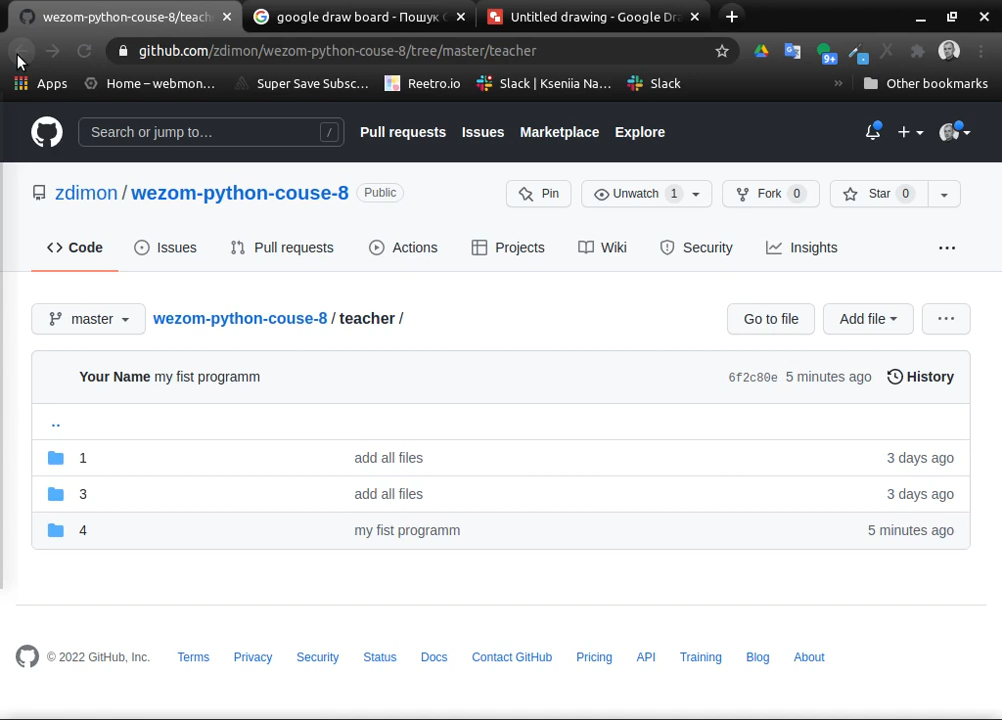 wezom-python-couse-8/teach
google draw board - Пошук G
Untitled drawing - Google Dra
github.com/zdimon/wezom-python-couse-8/tree/master/teacher
9+
Apps
Home – webmon...
Super Save Subsc...
Reetro.io
Slack | Kseniia Na...
Slack
»
Other bookmarks
Search or jump to...
/
Pull requests
Issues
Marketplace
Explore
zdimon / wezom-python-couse-8
Public
Pin
Unwatch 1
Fork 0
Star 0
Code
Issues
Pull requests
Actions
Projects
Wiki
Security
Insights
master
wezom-python-couse-8 / teacher /
Go to file
Add file
Your Name my fist programm
6f2c80e 5 minutes ago
History
..
1 add all files 3 days ago
3 add all files 3 days ago
4 my fist programm 5 minutes ago
© 2022 GitHub, Inc.
Terms
Privacy
Security
Status
Docs
Contact GitHub
Pricing
API
Training
Blog
About